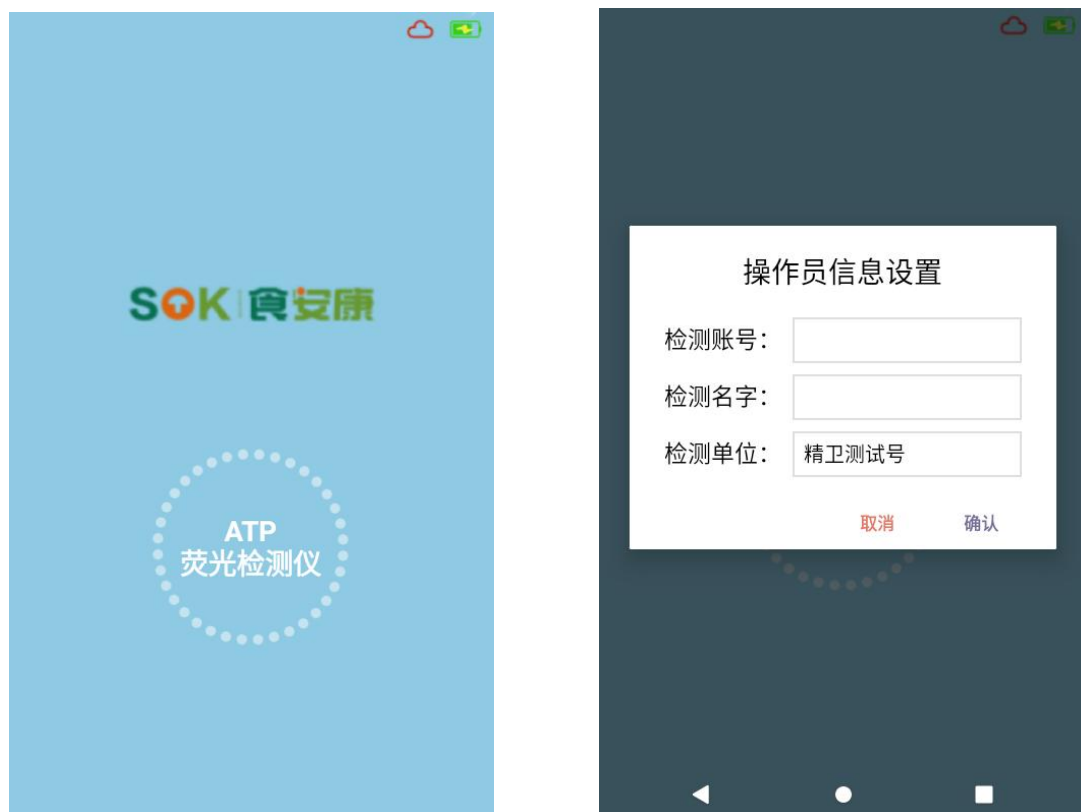 SOK 食安康
ATP
荧光检测仪
操作员信息设置
检测账号：
检测名字：
检测单位： 精卫测试号
取消 确认